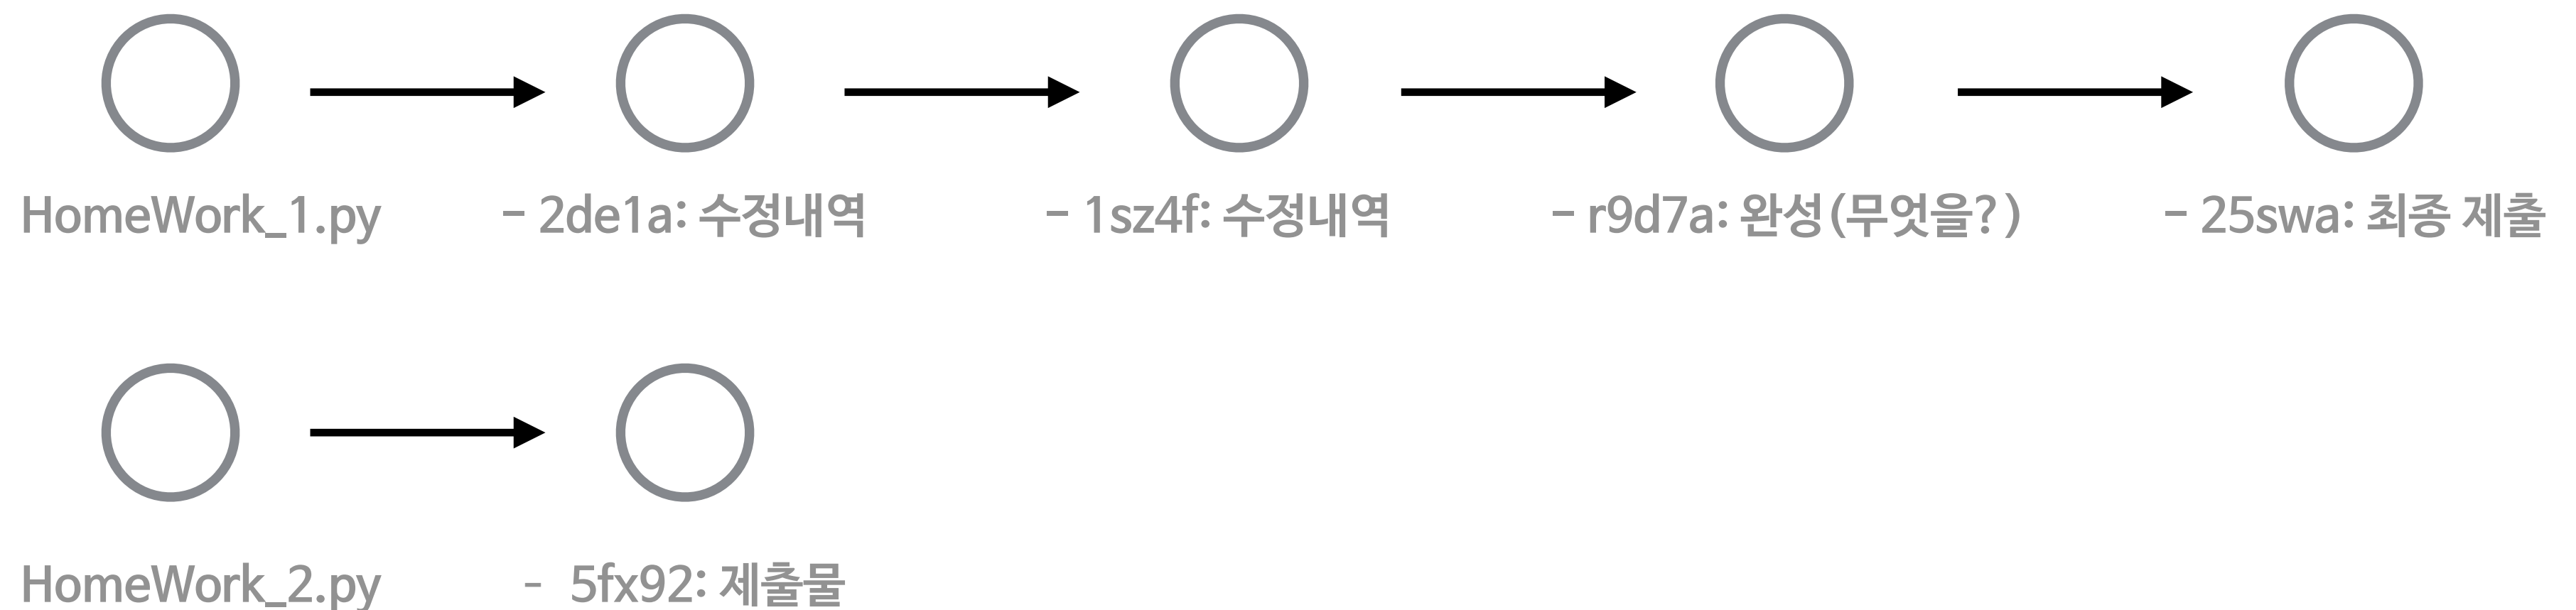 HomeWork_1.py
- 2de1a: 수정내역
- 1sz4f: 수정내역
- r9d7a: 완성(무엇을?)
- 25swa: 최종 제출
HomeWork_2.py
- 5fx92: 제출물